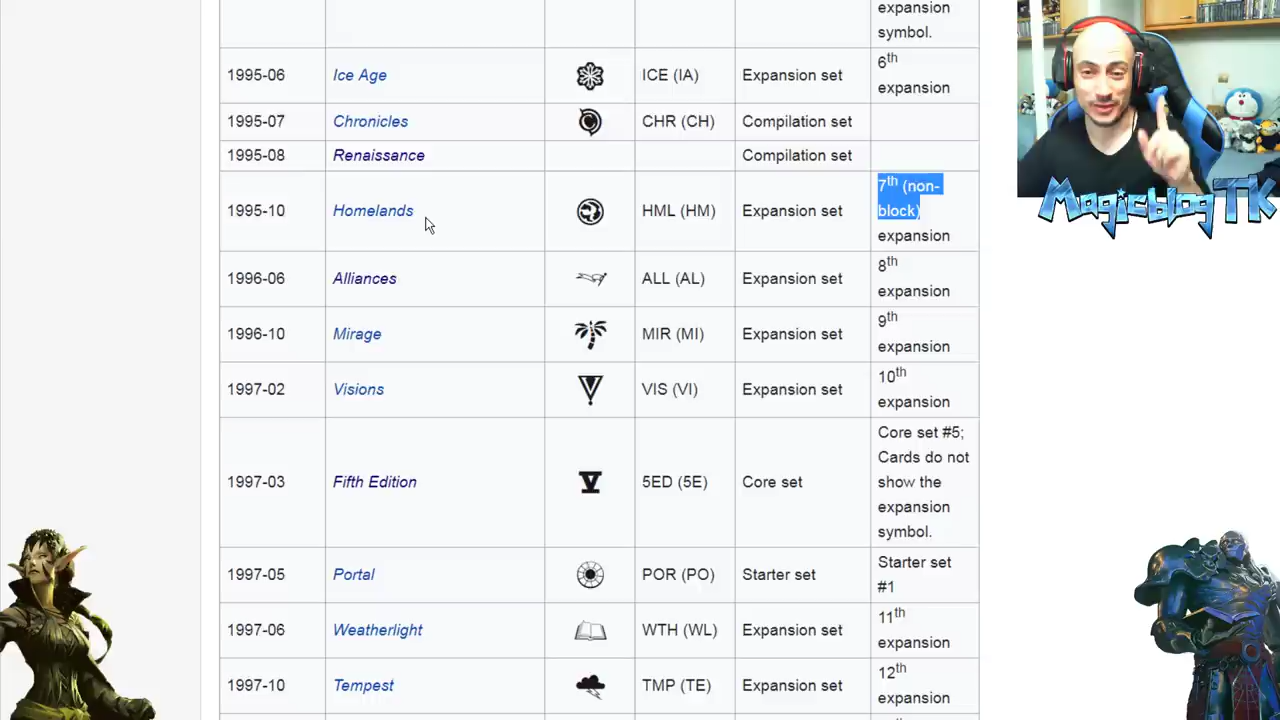 expansion
symbol.
1995-06 Ice Age ICE (IA) Expansion set 6th
expansion
1995-07 Chronicles CHR (CH) Compilation set
1995-08 Renaissance Compilation set
1995-10 Homelands HML (HM) Expansion set 7th (non-
block)
expansion
1996-06 Alliances ALL (AL) Expansion set 8th
expansion
1996-10 Mirage MIR (MI) Expansion set 9th
expansion
1997-02 Visions VIS (VI) Expansion set 10th
expansion
1997-03 Fifth Edition V 5ED (5E) Core set Core set #5;
Cards do not
show the
expansion
symbol.
1997-05 Portal POR (PO) Starter set Starter set
#1
1997-06 Weatherlight WTH (WL) Expansion set 11th
expansion
1997-10 Tempest TMP (TE) Expansion set 12th
expansion
MagicblogTK